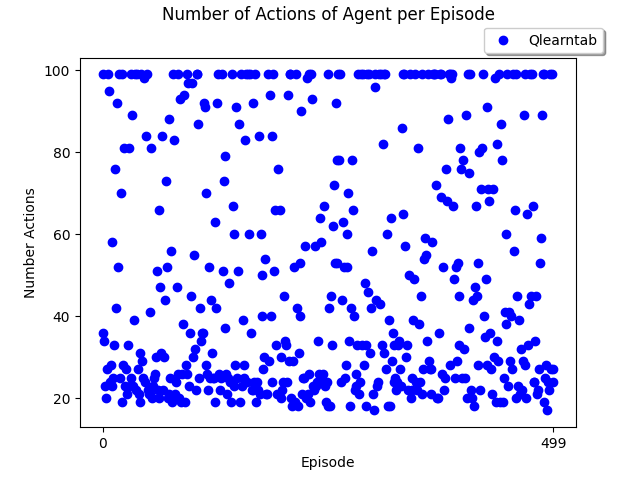 Number of Actions of Agent per Episode
Qlearntab
100
80
60
40
20
Number Actions
0
499
Episode